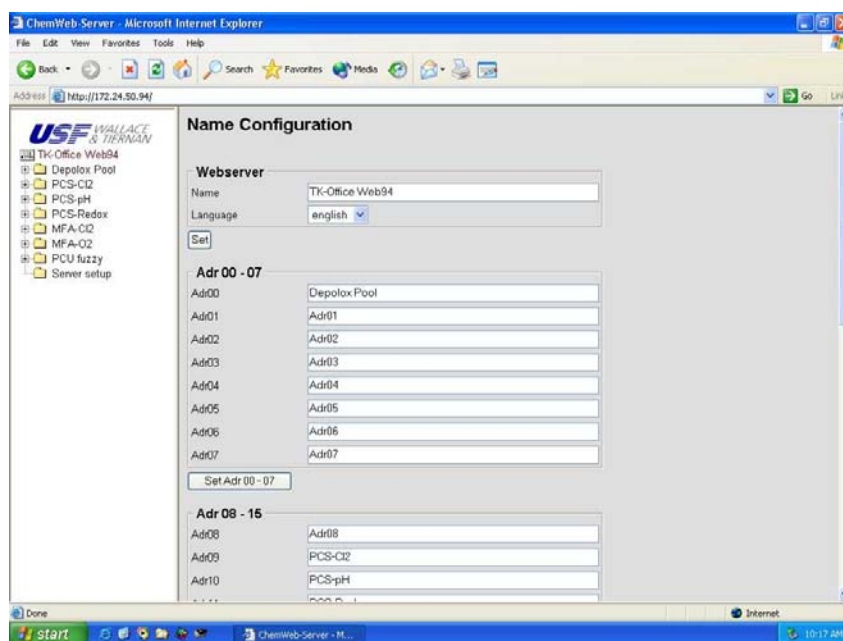 ChemWeb-Server - Microsoft Internet Explorer
File Edit View Favorites Tools Help
Back Search Favorites Media
Address http://172.24.50.94/ Go
USF WALLACE & TIERNAN
TK-Office Web94
Depolox Pool
PCS-Cl2
PCS-pH
PCS-Redox
MFA-Cl2
MFA-O2
PCU fuzzy
Server setup
Name Configuration
Webserver
Name TK-Office Web94
Language english
Set
Adr 00 - 07
Adr00 Depolox Pool
Adr01 Adr01
Adr02 Adr02
Adr03 Adr03
Adr04 Adr04
Adr05 Adr05
Adr06 Adr06
Adr07 Adr07
Set Adr 00 - 07
Adr 08 - 15
Adr08 Adr08
Adr09 PCS-Cl2
Adr10 PCS-pH
Done Internet
start ChemWeb-Server - M... 10:17 AM